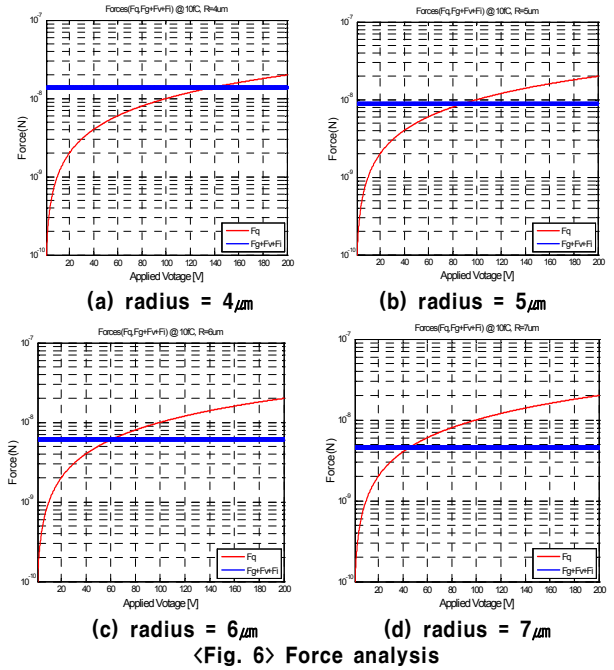 Forces(Fq,Fg+Fv+Fi) @ 10fC, R=4um
10^-7
10^-8
10^-9
10^-10
Force(N)
Fq
Fg+Fv+Fi
20 40 60 80 100 120 140 160 180 200
Applied Votage [V]
(a) radius = 4㎛
Forces(Fq,Fg+Fv+Fi) @ 10fC, R=5um
10^-7
10^-8
10^-9
10^-10
Force(N)
Fq
Fg+Fv+Fi
20 40 60 80 100 120 140 160 180 200
Applied Votage [V]
(b) radius = 5㎛
Forces(Fq,Fg+Fv+Fi) @ 10fC, R=6um
10^-7
10^-8
10^-9
10^-10
Force(N)
Fq
Fg+Fv+Fi
20 40 60 80 100 120 140 160 180 200
Applied Votage [V]
(c) radius = 6㎛
Forces(Fq,Fg+Fv+Fi) @ 10fC, R=7um
10^-7
10^-8
10^-9
10^-10
Force(N)
Fq
Fg+Fv+Fi
20 40 60 80 100 120 140 160 180 200
Applied Votage [V]
(d) radius = 7㎛
<Fig. 6> Force analysis